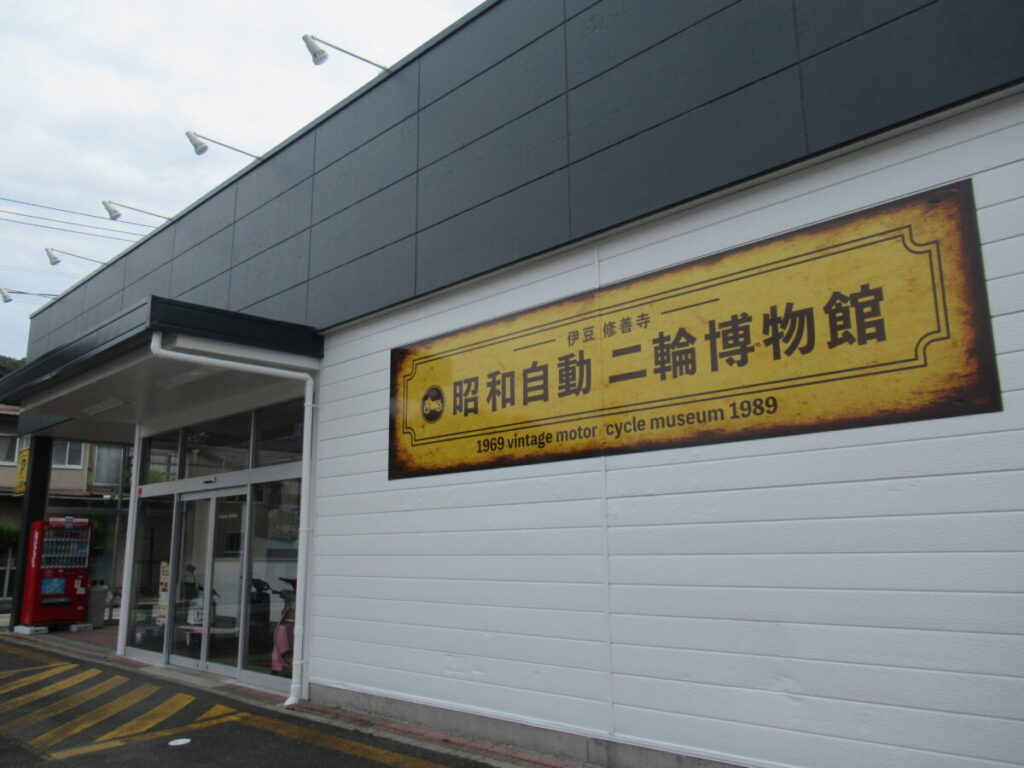 伊豆 修善寺
昭和自動 二輪博物館
1969 vintage motor cycle museum 1989